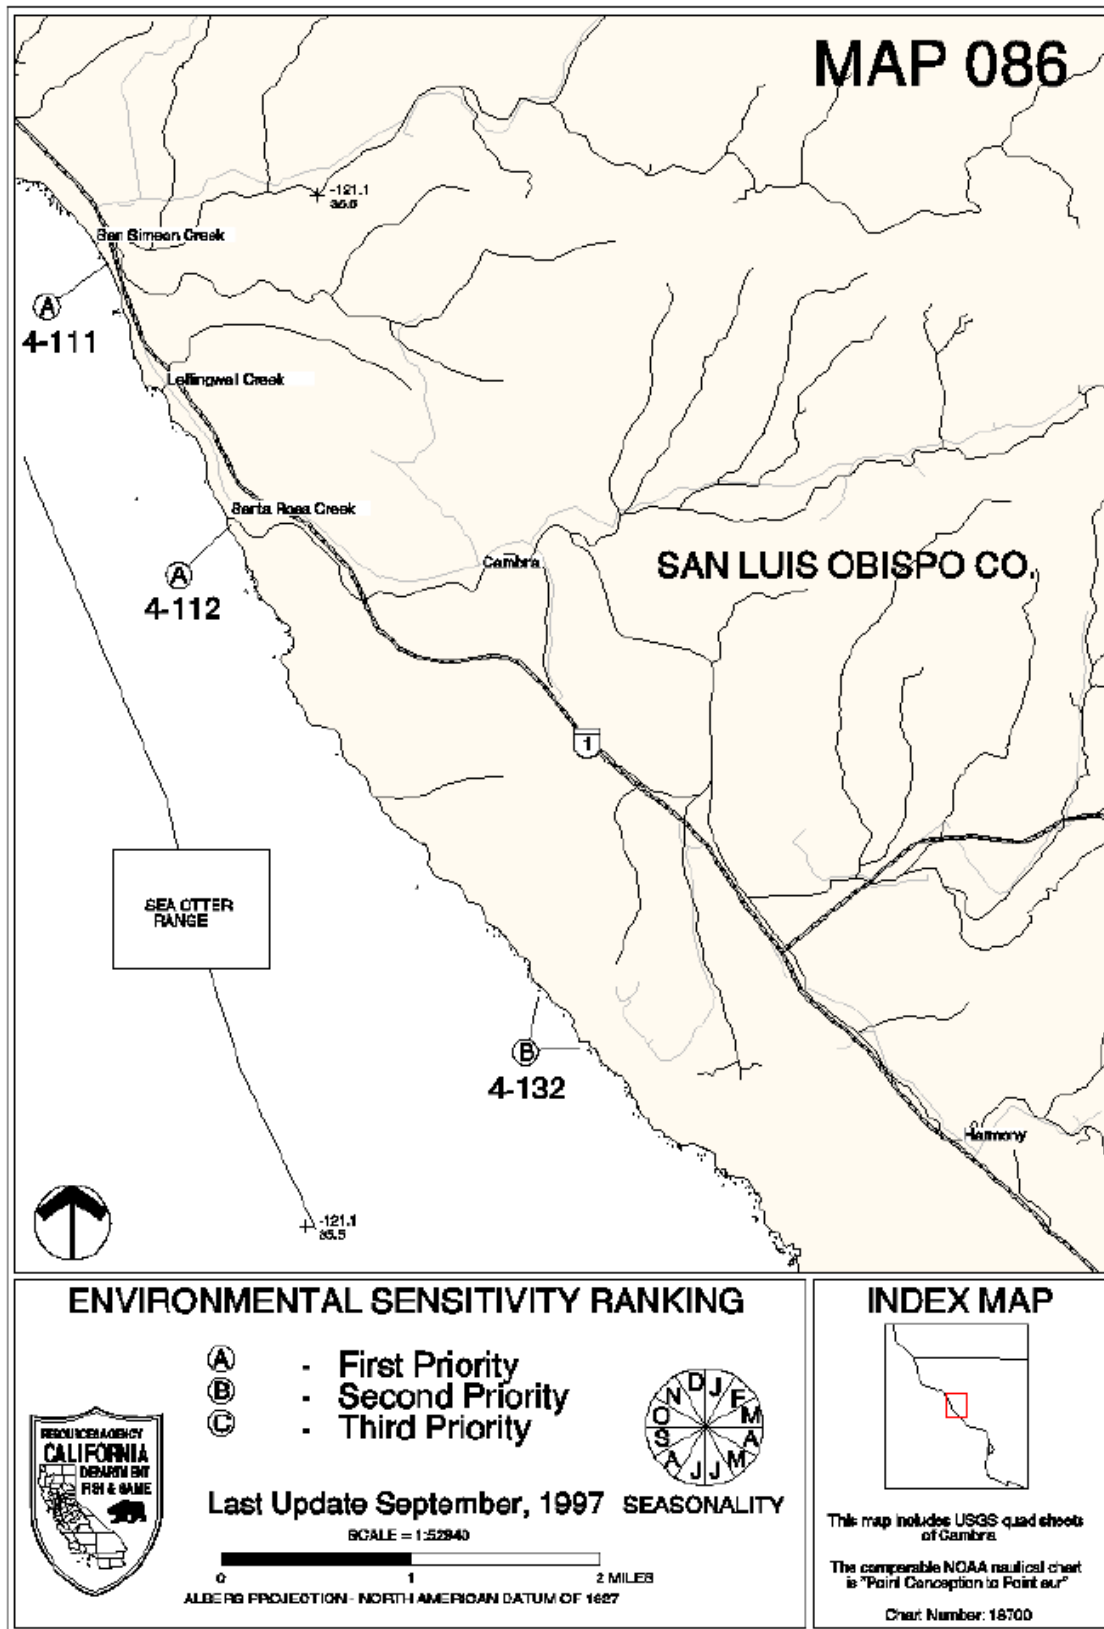 MAP 086
-121.1
35.6
San Simeon Creek
A
4-111
Leffingwel Creek
Santa Rosa Creek
A
4-112
Cambria
SAN LUIS OBISPO CO.
1
SEA OTTER
RANGE
B
4-132
Harmony
-121.1
35.5
ENVIRONMENTAL SENSITIVITY RANKING
A - First Priority
B - Second Priority
C - Third Priority
RESOURCES AGENCY
CALIFORNIA
DEPARTMENT
FISH & GAME
J F M A M J J A S O N D
Last Update September, 1997
SEASONALITY
SCALE = 1:52840
0 1 2 MILES
ALBERS PROJECTION - NORTH AMERICAN DATUM OF 1927
INDEX MAP
This map includes USGS quad sheets
of Cambria
The comparable NOAA nautical chart
is "Point Conception to Point sur"
Chart Number: 18700